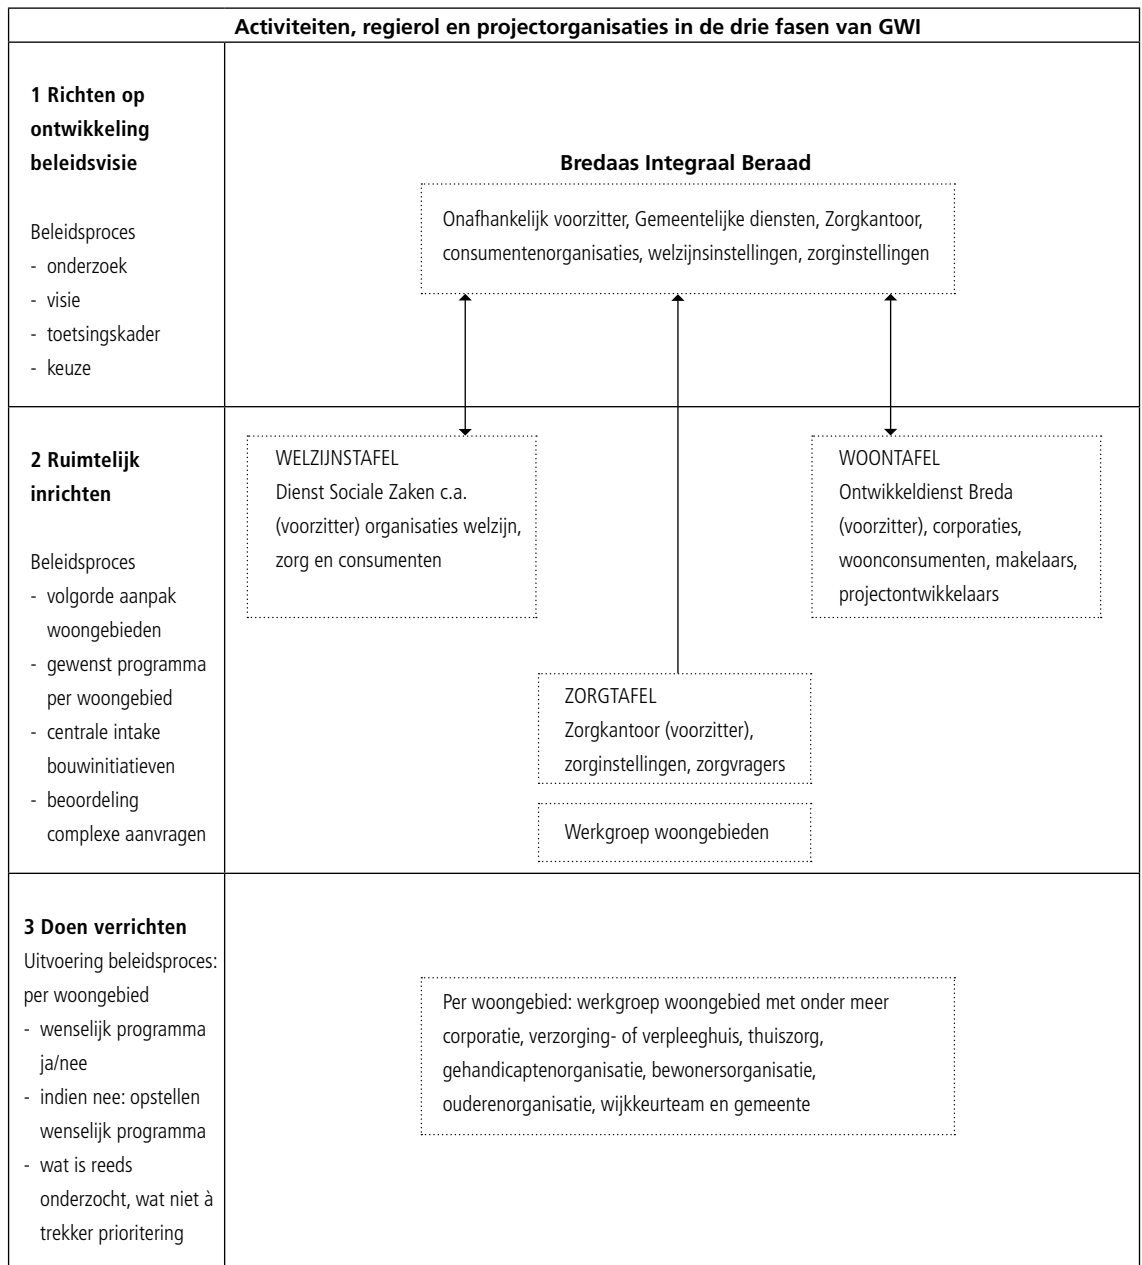 Activiteiten, regierol en projectorganisaties in de drie fasen van GWI
1 Richten op
ontwikkeling
beleidsvisie
Beleidsproces
- onderzoek
- visie
- toetsingskader
- keuze
Bredaas Integraal Beraad
Onafhankelijk voorzitter, Gemeentelijke diensten, Zorgkantoor,
consumentenorganisaties, welzijnsinstellingen, zorginstellingen
2 Ruimtelijk
inrichten
Beleidsproces
- volgorde aanpak
woongebieden
- gewenst programma
per woongebied
- centrale intake
bouwinitiatieven
- beoordeling
complexe aanvragen
WELZIJNSTAFEL
Dienst Sociale Zaken c.a.
(voorzitter) organisaties welzijn,
zorg en consumenten
WOONTAFEL
Ontwikkeldienst Breda
(voorzitter), corporaties,
woonconsumenten, makelaars,
projectontwikkelaars
ZORGTAFEL
Zorgkantoor (voorzitter),
zorginstellingen, zorgvragers
Werkgroep woongebieden
3 Doen verrichten
Uitvoering beleidsproces:
per woongebied
- wenselijk programma
ja/nee
- indien nee: opstellen
wenselijk programma
- wat is reeds
onderzocht, wat niet à
trekker prioritering
Per woongebied: werkgroep woongebied met onder meer
corporatie, verzorging- of verpleeghuis, thuiszorg,
gehandicaptenorganisatie, bewonersorganisatie,
ouderenorganisatie, wijkkeurteam en gemeente